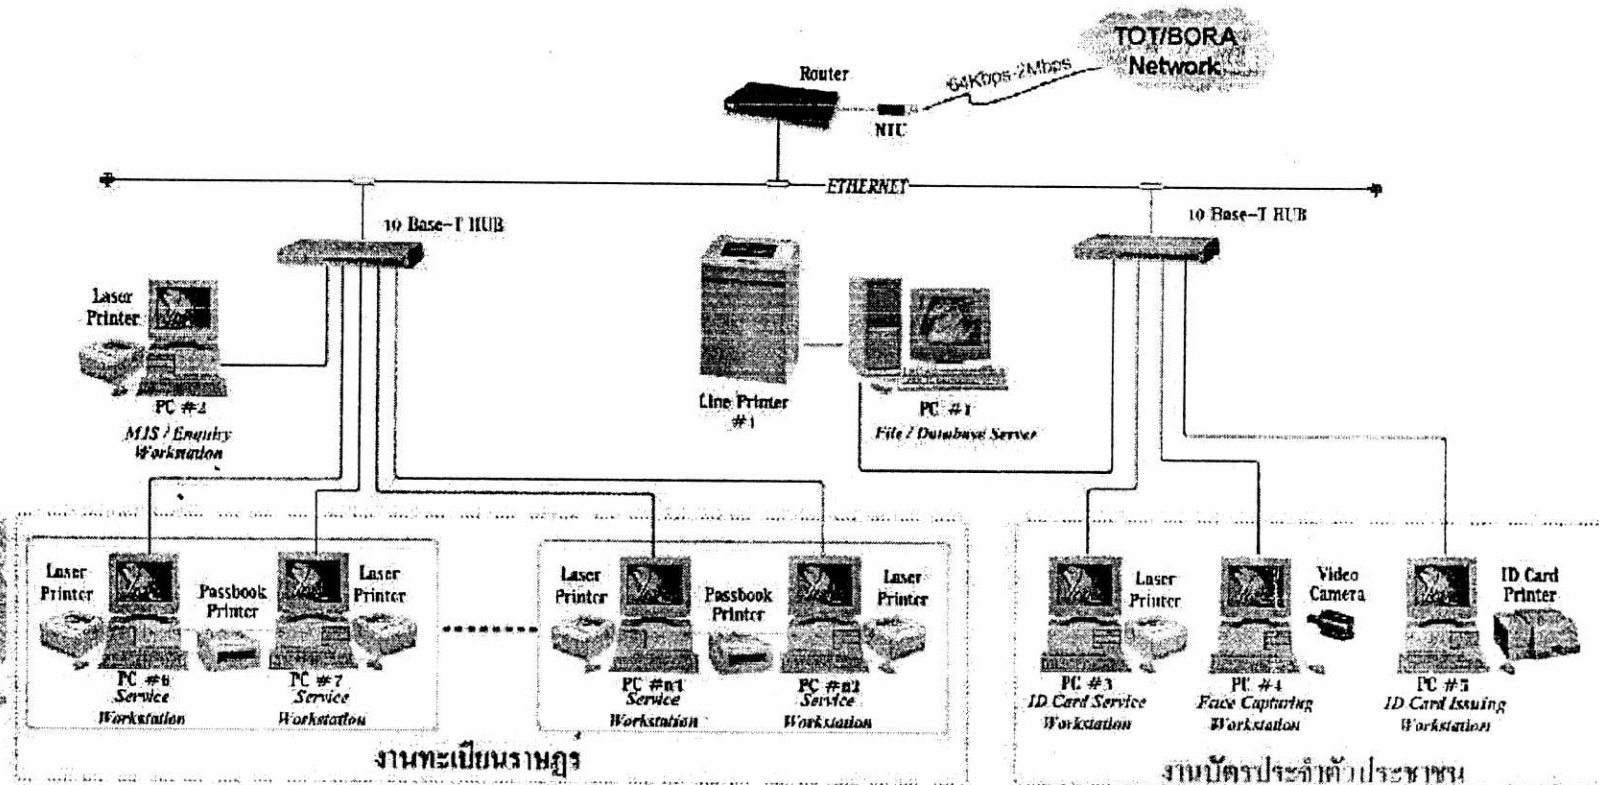 TOT/BORA
Network
64Kbps-2Mbps
Router
NTU
ETHERNET
10 Base-T HUB
10 Base-T HUB
Laser
Printer
PC #2
MIS / Enquiry
Workstation
Line Printer
#1
PC #1
File / Database Server
Laser
Printer
Passbook
Printer
Laser
Printer
PC #6
Service
Workstation
PC #7
Service
Workstation
Laser
Printer
Passbook
Printer
Laser
Printer
PC #n1
Service
Workstation
PC #n2
Service
Workstation
งานทะเบียนราษฎร
Laser
Printer
Video
Camera
ID Card
Printer
PC #3
ID Card Service
Workstation
PC #4
Face Capturing
Workstation
PC #5
ID Card Issuing
Workstation
งานบัตรประจำตัวประชาชน